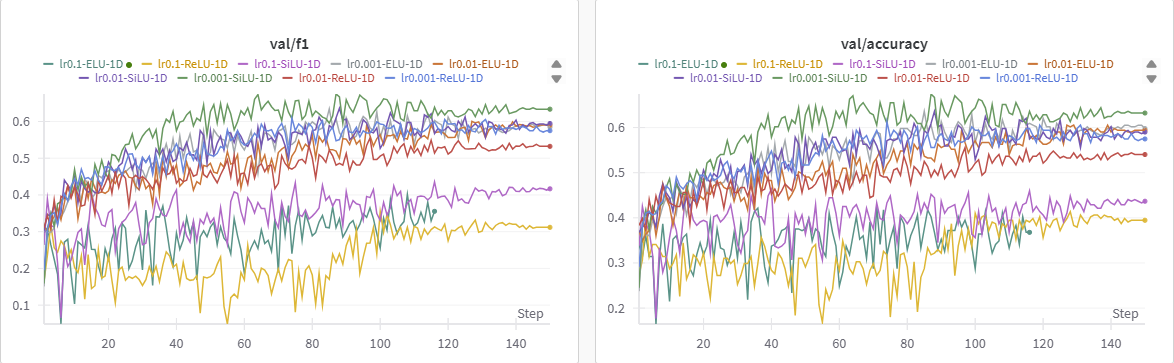 val/f1
lr0.1-ELU-1D lr0.1-ReLU-1D lr0.1-SiLU-1D lr0.001-ELU-1D lr0.01-ELU-1D
lr0.01-SiLU-1D lr0.001-SiLU-1D lr0.01-ReLU-1D lr0.001-ReLU-1D
0.6
0.5
0.4
0.3
0.2
0.1
Step
20 40 60 80 100 120 140
val/accuracy
lr0.1-ELU-1D lr0.1-ReLU-1D lr0.1-SiLU-1D lr0.001-ELU-1D lr0.01-ELU-1D
lr0.01-SiLU-1D lr0.001-SiLU-1D lr0.01-ReLU-1D lr0.001-ReLU-1D
0.6
0.5
0.4
0.3
0.2
Step
20 40 60 80 100 120 140